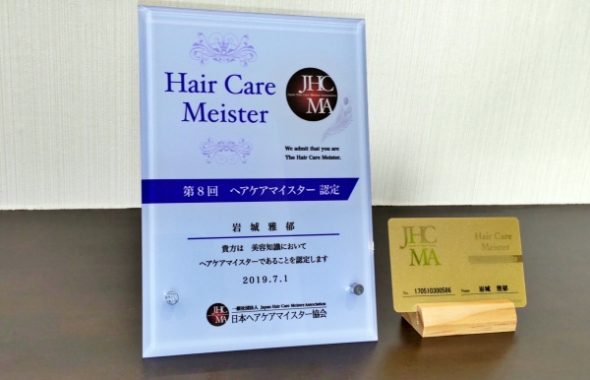 Hair Care
Meister
JHC
MA
We admit that you are
The Hair Care Meister.
第8回 ヘアケアマイスター 認定
岩城 雅郁
貴方は 美容知識において
ヘアケアマイスターであることを認定します
2019.7.1
JHC
MA
一般社団法人 Japan Hair Care Meister Association
日本ヘアケアマイスター協会
JHC
MA
Hair Care
Meister
No. 170510300586 Name 岩城 雅郁